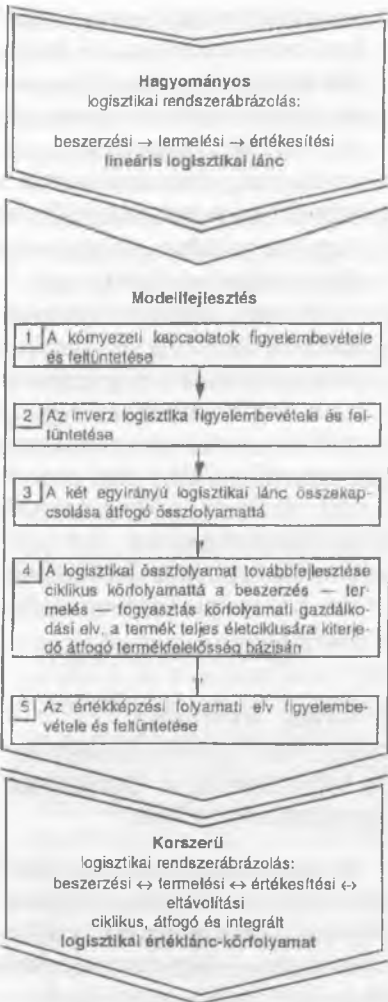 Hagyományos
logisztikai rendszerábrázolás:
beszerzési → termelési → értékesítési
lineáris logisztikai lánc
Modellfejlesztés
1 A környezeti kapcsolatok figyelembevétele
és feltüntetése
2 Az inverz logisztika figyelembevétele és fel-
tüntetése
3 A két egyirányú logisztikai lánc összekap-
csolása átfogó összfolyamattá
4 A logisztikai összfolyamat továbbfejlesztése
ciklikus körfolyamattá a beszerzés — ter-
melés — fogyasztás körfolyamati gazdálko-
dási elv, a termék teljes életciklusára kiterje-
dő átfogó termékfelelősség bázisán
5 Az értékképzési folyamati elv figyelembe-
vétele és feltüntetése
Korszerű
logisztikai rendszerábrázolás:
beszerzési ↔ termelési ↔ értékesítési ↔
eltávolítási
ciklikus, átfogó és integrált
logisztikai értéklánc-körfolyamat